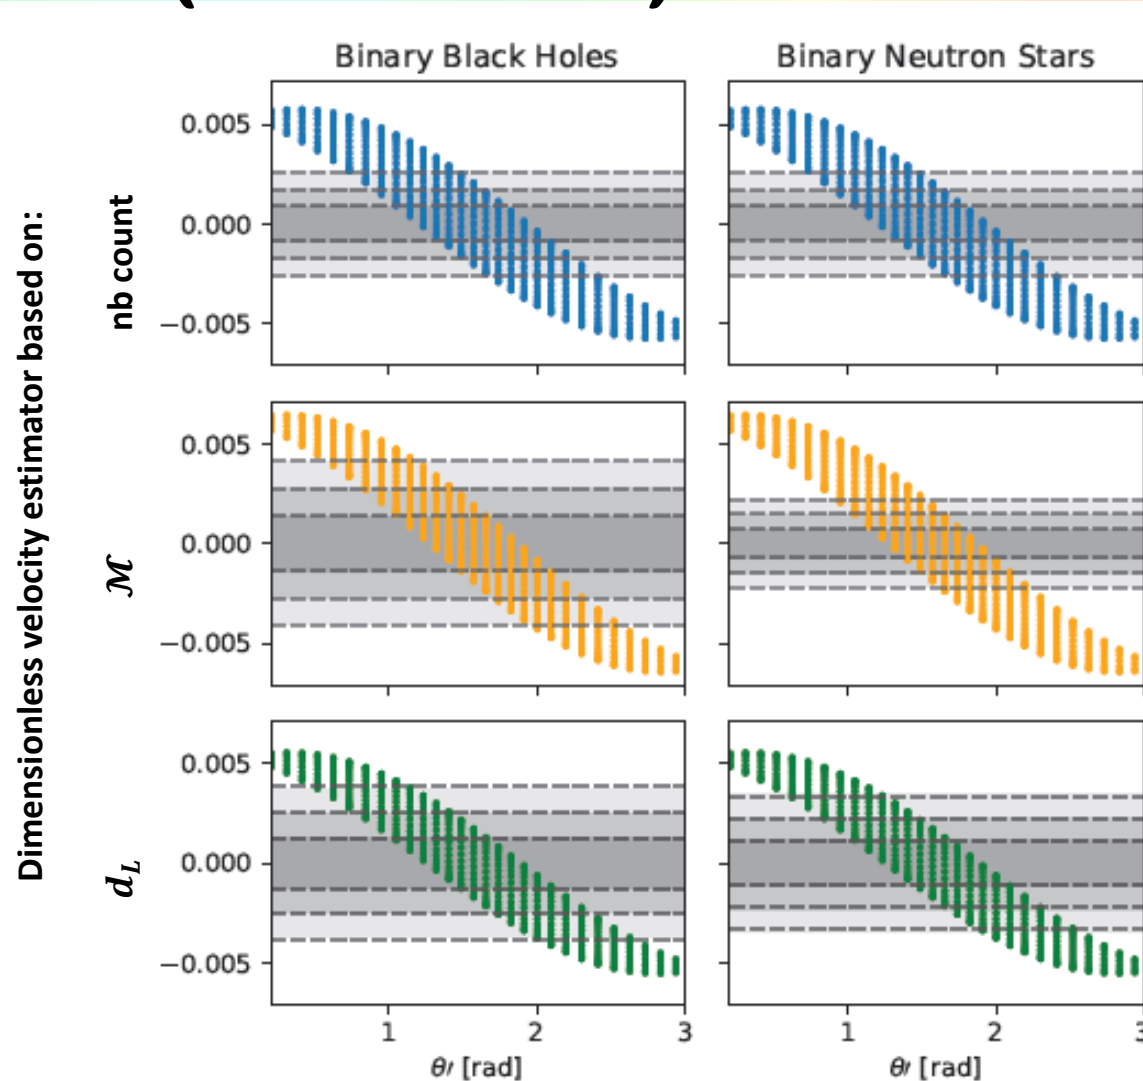 Binary Black Holes
Binary Neutron Stars
Dimensionless velocity estimator based on:
nb count
0.005
0.000
−0.005
ℳ
0.005
0.000
−0.005
d_L
0.005
0.000
−0.005
1 2 3
1 2 3
θ′ [rad]
θ′ [rad]